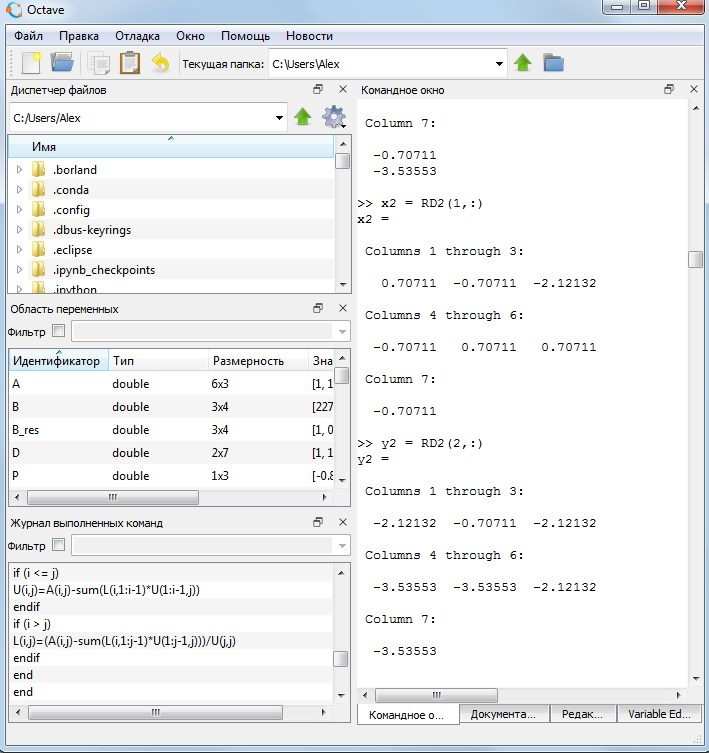 Octave
Файл Правка Отладка Окно Помощь Новости
Текущая папка: C:\Users\Alex
Диспетчер файлов
C:/Users/Alex
Имя
.borland
.conda
.config
.dbus-keyrings
.eclipse
.ipynb_checkpoints
.ipython
Область переменных
Фильтр
Идентификатор Тип Размерность Зна
A double 6x3 [1, 1
B double 3x4 [227
B_res double 3x4 [1, 0
D double 2x7 [1, 1
P double 1x3 [-0.8
Журнал выполненных команд
Фильтр
if (i <= j)
U(i,j)=A(i,j)-sum(L(i,1:i-1)*U(1:i-1,j))
endif
if (i > j)
L(i,j)=(A(i,j)-sum(L(i,1:j-1)*U(1:j-1,j)))/U(j,j)
endif
end
end
Командное окно
Column 7:
-0.70711
-3.53553
>> x2 = RD2(1,:)
x2 =
Columns 1 through 3:
0.70711 -0.70711 -2.12132
Columns 4 through 6:
-0.70711 0.70711 0.70711
Column 7:
-0.70711
>> y2 = RD2(2,:)
y2 =
Columns 1 through 3:
-2.12132 -0.70711 -2.12132
Columns 4 through 6:
-3.53553 -3.53553 -2.12132
Column 7:
-3.53553
Командное о... Документа... Редак... Variable Ed...